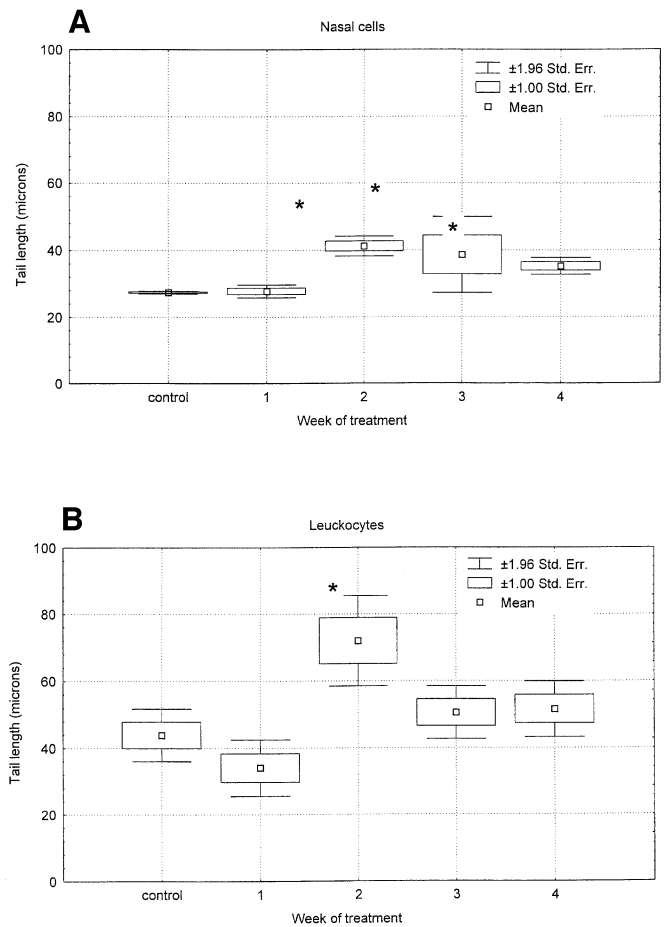 A
Nasal cells
±1.96 Std. Err.
±1.00 Std. Err.
Mean
100
80
60
40
20
0
Tail length (microns)
*
*
*
control 1 2 3 4
Week of treatment
B
Leuckocytes
±1.96 Std. Err.
±1.00 Std. Err.
Mean
100
80
60
40
20
0
Tail length (microns)
*
control 1 2 3 4
Week of treatment